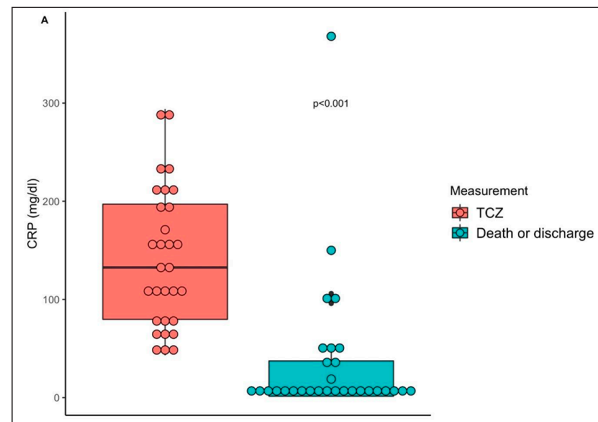 A
300
200
100
0
CRP (mg/dl)
p<0.001
Measurement
TCZ
Death or discharge